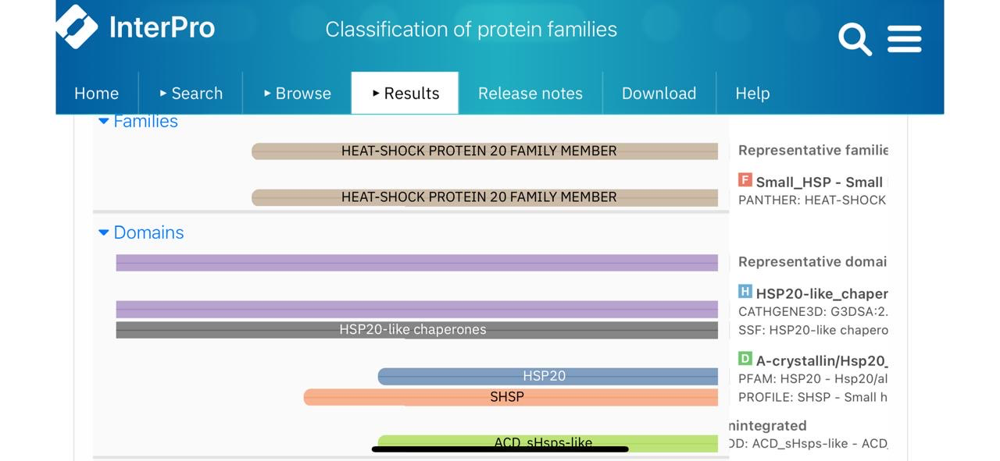 InterPro
Classification of protein families
Home
Search
Browse
Results
Release notes
Download
Help
Families
HEAT-SHOCK PROTEIN 20 FAMILY MEMBER
Representative familie
HEAT-SHOCK PROTEIN 20 FAMILY MEMBER
F Small_HSP - Small
PANTHER: HEAT-SHOCK
Domains
Representative domai
H HSP20-like_chaper
CATHGENE3D: G3DSA:2.
HSP20-like chaperones
SSF: HSP20-like chapero
D A-crystallin/Hsp20_
HSP20
PFAM: HSP20 - Hsp20/al
SHSP
PROFILE: SHSP - Small h
nintegrated
ACD_sHsps-like
DD: ACD_sHsps-like - ACD_